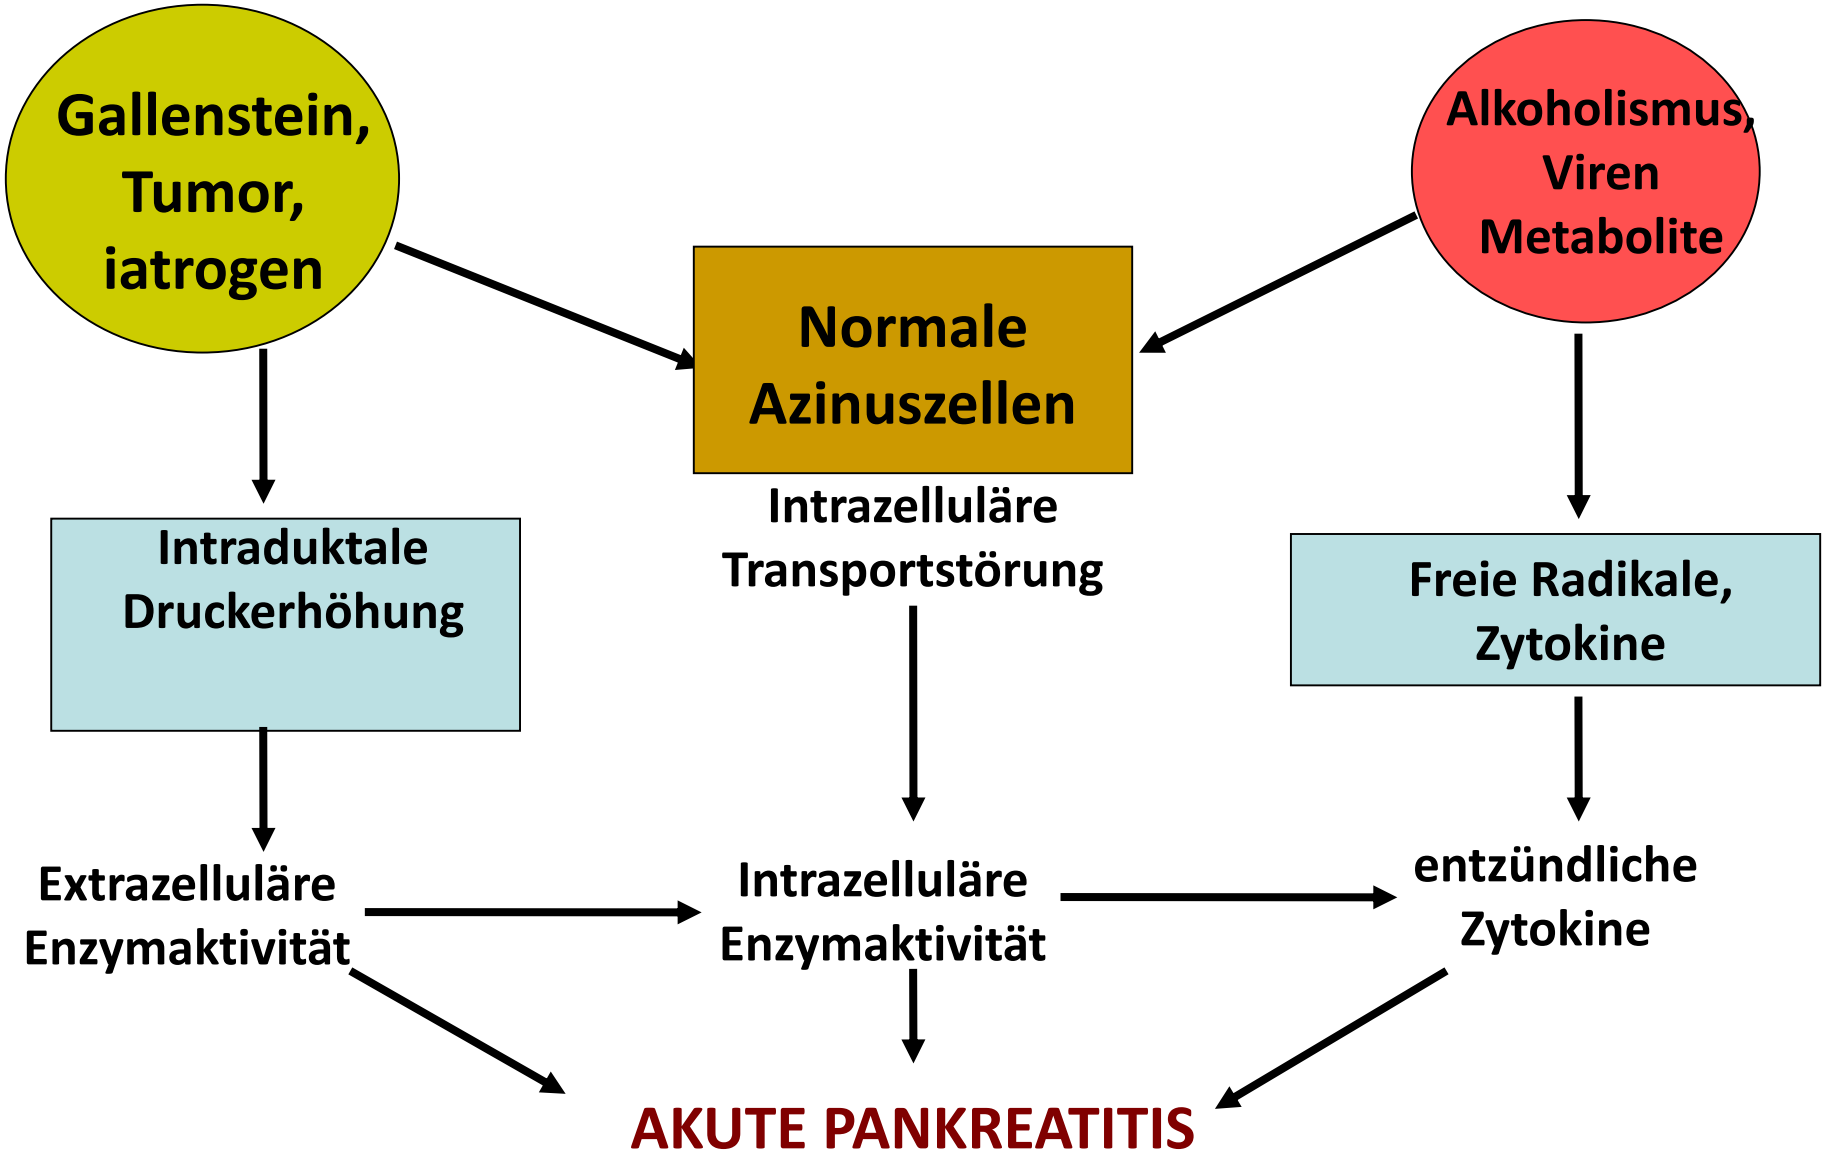 Gallenstein,
Tumor,
iatrogen
Alkoholismus,
Viren
Metabolite
Normale
Azinuszellen
Intrazelluläre
Transportstörung
Intraduktale
Druckerhöhung
Freie Radikale,
Zytokine
Extrazelluläre
Enzymaktivität
Intrazelluläre
Enzymaktivität
entzündliche
Zytokine
AKUTE PANKREATITIS